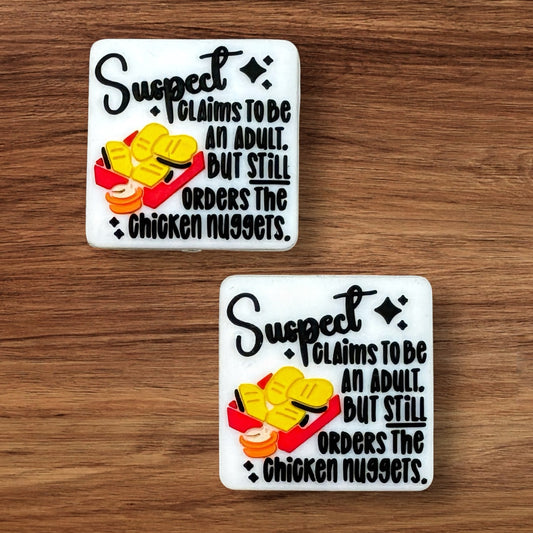 Suspect
CLAIMS TO BE
AN ADULT.
BUT STILL
ORDERS THE
CHICKEN NUGGETS.
Suspect
CLAIMS TO BE
AN ADULT.
BUT STILL
ORDERS THE
CHICKEN NUGGETS.